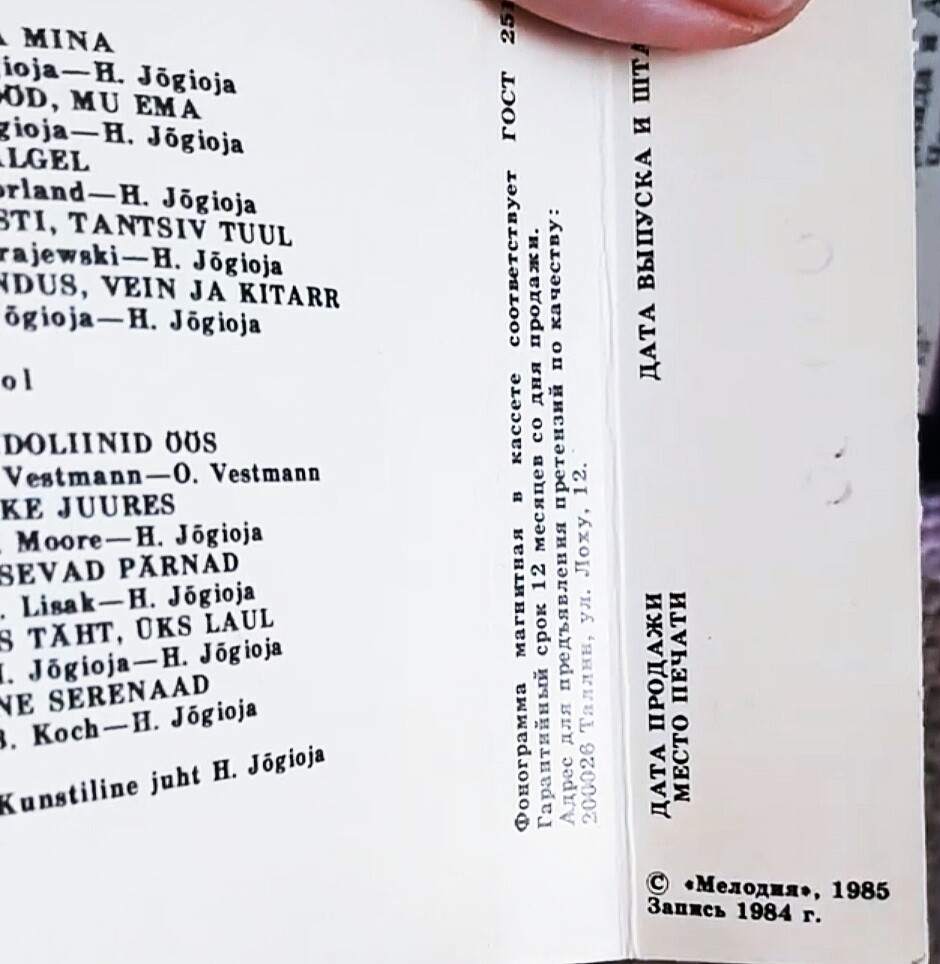 MINA
ioja—H. Jõgioja
ÖÖD, MU EMA
gioja—H. Jõgioja
ALGEL
orland—H. Jõgioja
STI, TANTSIV TUUL
rajewski—H. Jõgioja
NDUS, VEIN JA KITARR
õgioja—H. Jõgioja
ol
DOLIINID ÖÖS
Vestmann—O. Vestmann
KE JUURES
. Moore—H. Jõgioja
SEVAD PÄRNAD
. Lisak—H. Jõgioja
S TÄHT, ÜKS LAUL
. Jõgioja—H. Jõgioja
NE SERENAAD
B. Koch—H. Jõgioja
Kunstiline juht H. Jõgioja
Фонограмма магнитная в кассете соответствует ГОСТ 251
Гарантийный срок 12 месяцев со дня продажи.
Адрес для предъявления претензий по качеству:
200026 Таллин, ул. Лоху, 12.
ДАТА ВЫПУСКА И ШТА
ДАТА ПРОДАЖИ
МЕСТО ПЕЧАТИ
© «Мелодия», 1985
Запись 1984 г.